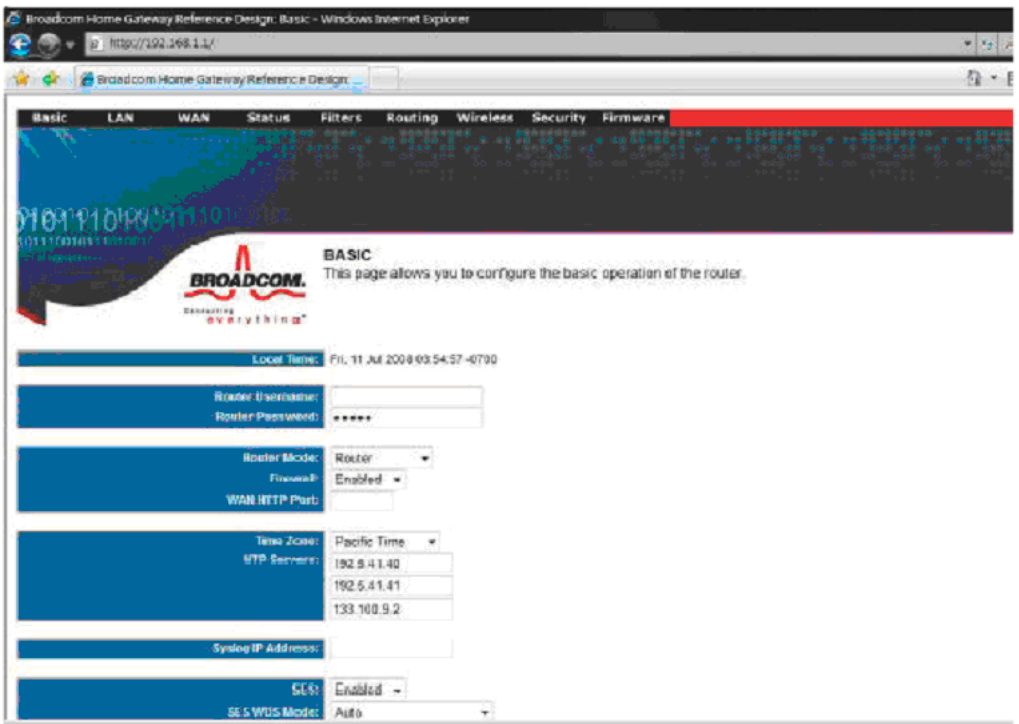 Broadcom Home Gateway Reference Design: Basic - Windows Internet Explorer
http://192.168.1.1/
Broadcom Home Gateway Reference Design: ...
Basic LAN WAN Status Filters Routing Wireless Security Firmware
BROADCOM.
Connecting
everything
BASIC
This page allows you to configure the basic operation of the router.
Local Time: Fri, 11 Jul 2008 03:54:57 -0700
Router Username:
Router Password: •••••
Router Mode: Router
Firewall: Enabled
WAN HTTP Port:
Time Zone: Pacific Time
NTP Servers: 192.5.41.40
192.5.41.41
133.100.9.2
Syslog IP Address:
SES: Enabled
SES WDS Mode: Auto